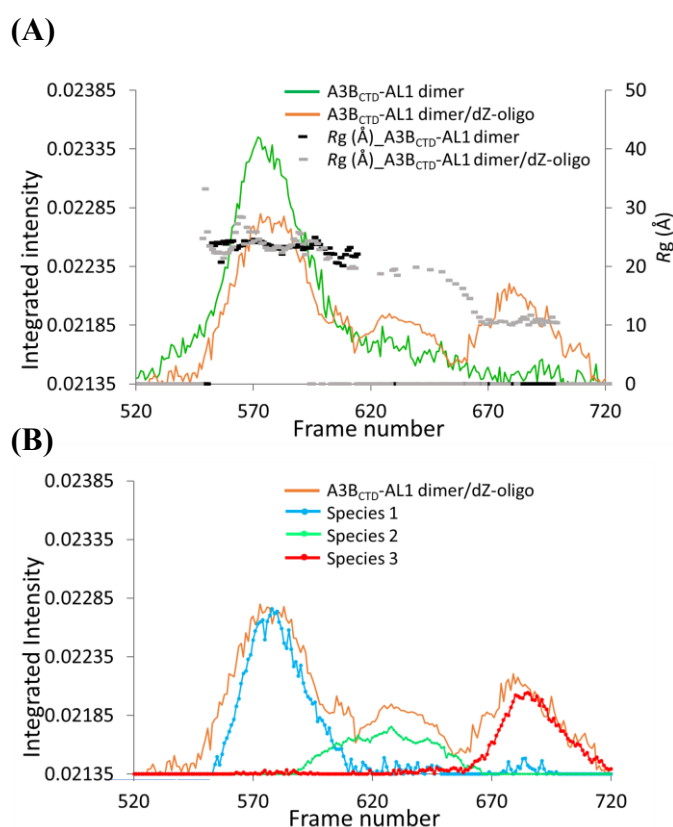 (A)
0.02385
0.02335
0.02285
0.02235
0.02185
0.02135
Integrated intensity
A3BCTD-AL1 dimer
A3BCTD-AL1 dimer/dZ-oligo
Rg (Å)_A3BCTD-AL1 dimer
Rg (Å)_A3BCTD-AL1 dimer/dZ-oligo
50
40
30
20
10
0
Rg (Å)
520 570 620 670 720
Frame number
(B)
0.02385
0.02335
0.02285
0.02235
0.02185
0.02135
Integrated Intensity
A3BCTD-AL1 dimer/dZ-oligo
Species 1
Species 2
Species 3
520 570 620 670 720
Frame number